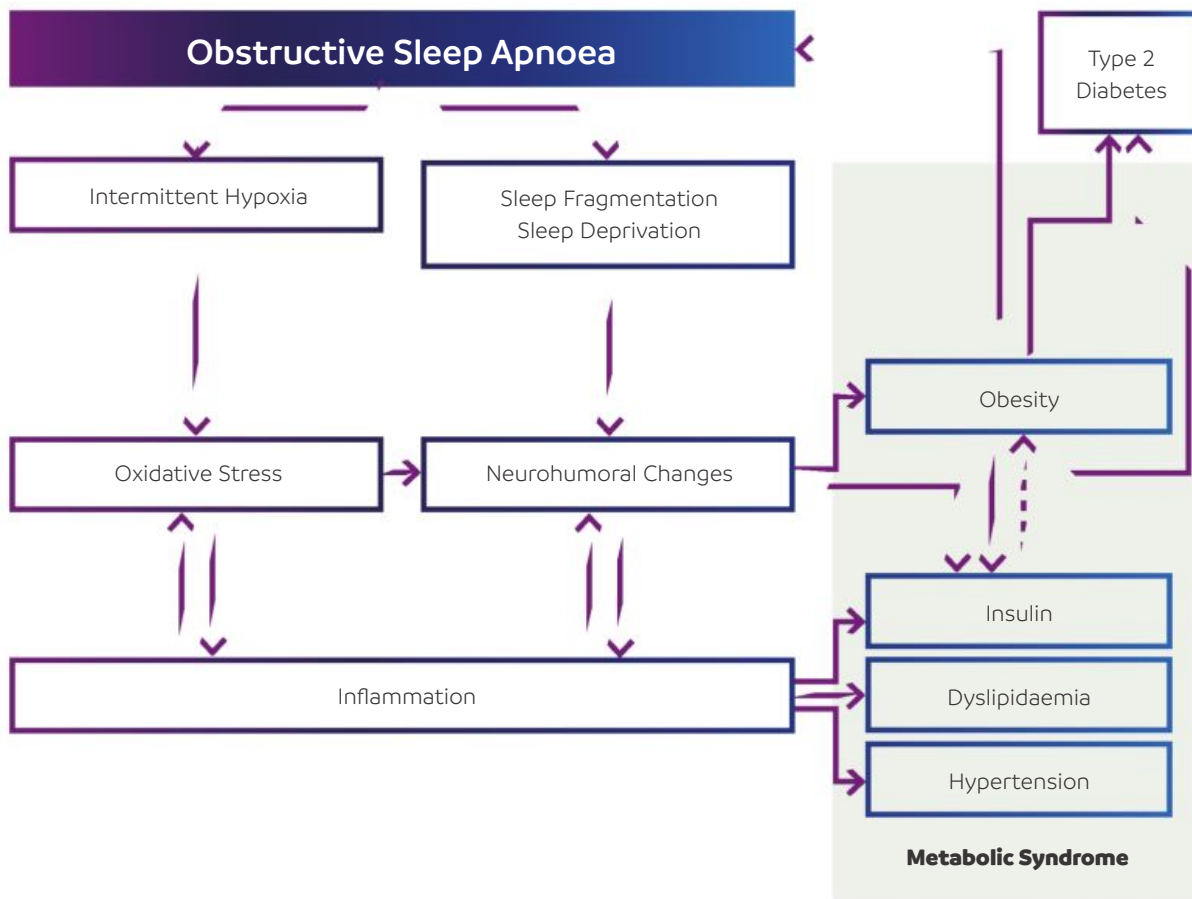 Obstructive Sleep Apnoea
Type 2
Diabetes
Intermittent Hypoxia
Sleep Fragmentation
Sleep Deprivation
Obesity
Oxidative Stress
Neurohumoral Changes
Insulin
Inflammation
Dyslipidaemia
Hypertension
Metabolic Syndrome